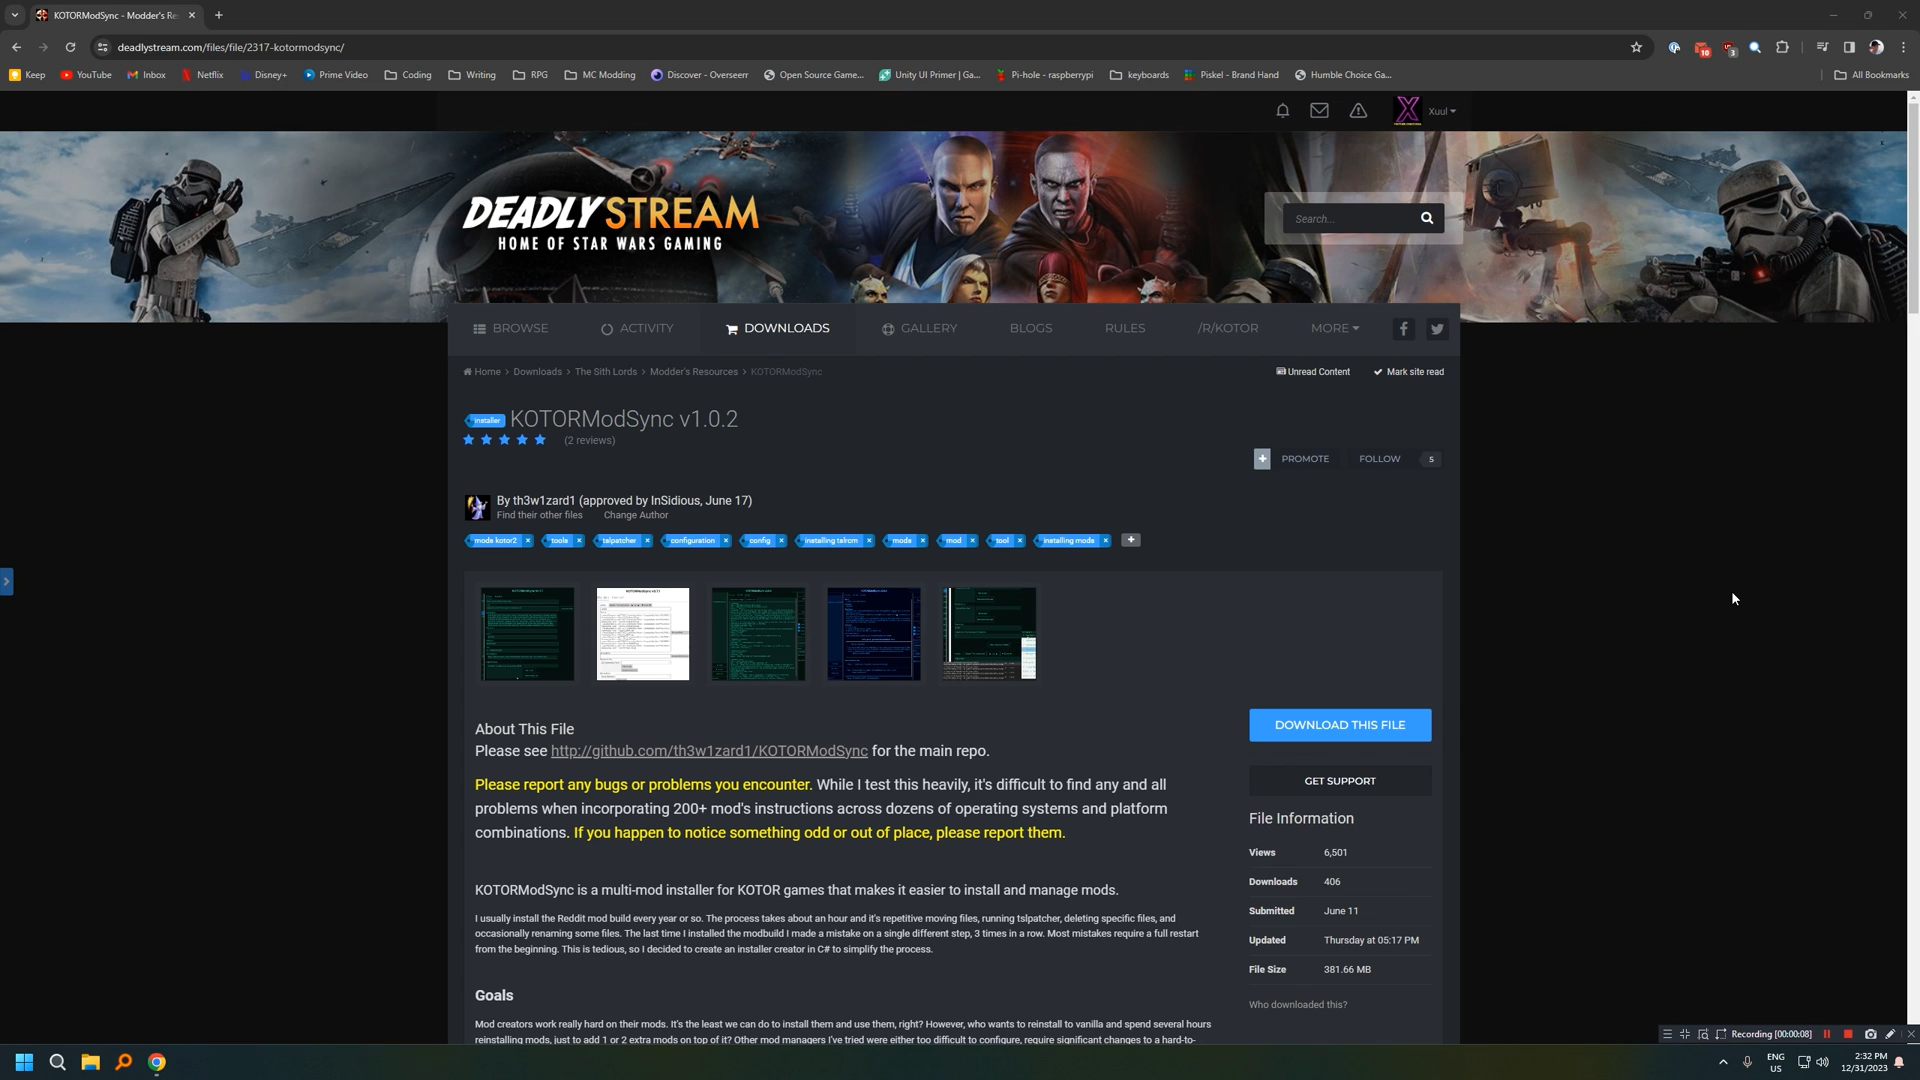 KOTORModSync - Modder's Re
deadlystream.com/files/file/2317-kotormodsync/
10
3
Keep
YouTube
Inbox
Netflix
Disney+
Prime Video
Coding
Writing
RPG
MC Modding
Discover - Overseerr
Open Source Game...
Unity UI Primer | Ga...
Pi-hole - raspberrypi
keyboards
Piskel - Brand Hand
Humble Choice Ga...
All Bookmarks
X
Xuul
DEADLYSTREAM
HOME OF STAR WARS GAMING
Search...
BROWSE
ACTIVITY
DOWNLOADS
GALLERY
BLOGS
RULES
/R/KOTOR
MORE
Home > Downloads > The Sith Lords > Modder's Resources > KOTORModSync
Unread Content
Mark site read
installer
KOTORModSync v1.0.2
(2 reviews)
PROMOTE
FOLLOW
5
By th3w1zard1 (approved by InSidious, June 17)
Find their other files
Change Author
mods kotor2
tools
tslpatcher
configuration
config
installing tslrcm
mods
mod
tool
installing mods
About This File
Please see http://github.com/th3w1zard1/KOTORModSync for the main repo.
Please report any bugs or problems you encounter. While I test this heavily, it's difficult to find any and all
problems when incorporating 200+ mod's instructions across dozens of operating systems and platform
combinations. If you happen to notice something odd or out of place, please report them.
KOTORModSync is a multi-mod installer for KOTOR games that makes it easier to install and manage mods.
I usually install the Reddit mod build every year or so. The process takes about an hour and it's repetitive moving files, running tslpatcher, deleting specific files, and
occasionally renaming some files. The last time I installed the modbuild I made a mistake on a single different step, 3 times in a row. Most mistakes require a full restart
from the beginning. This is tedious, so I decided to create an installer creator in C# to simplify the process.
Goals
Mod creators work really hard on their mods. It's the least we can do to install them and use them, right? However, who wants to reinstall to vanilla and spend several hours
reinstalling mods, just to add 1 or 2 extra mods on top of it? Other mod managers I've tried were either too difficult to configure, require significant changes to a hard-to-
DOWNLOAD THIS FILE
GET SUPPORT
File Information
Views 6,501
Downloads 406
Submitted June 11
Updated Thursday at 05:17 PM
File Size 381.66 MB
Who downloaded this?
Recording [00:00:08]
ENG
US
2:32 PM
12/31/2023